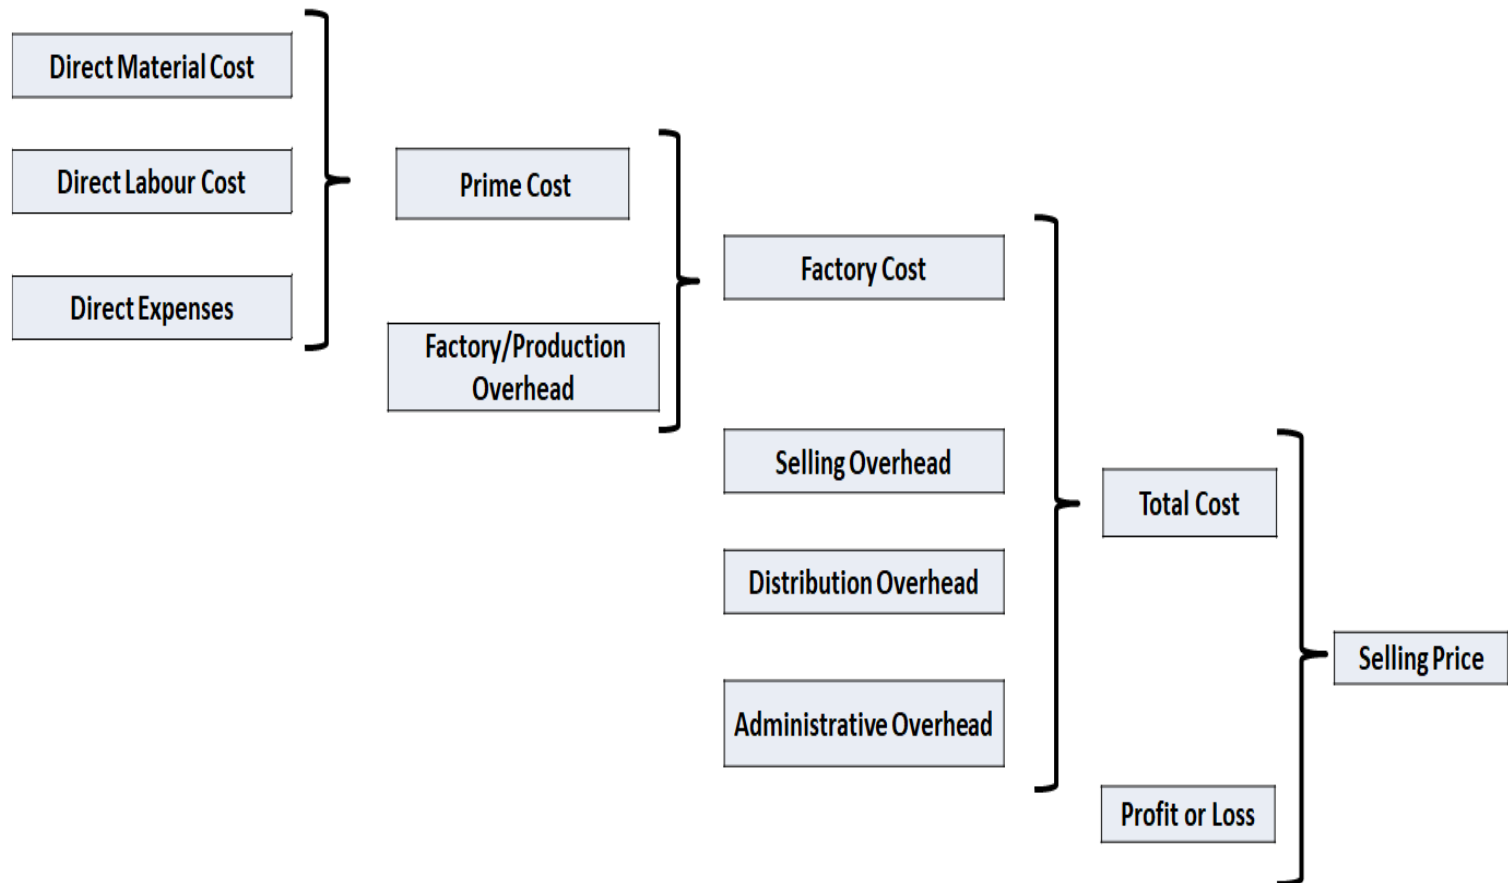 Direct Material Cost
Direct Labour Cost
Direct Expenses
Prime Cost
Factory/Production
Overhead
Factory Cost
Selling Overhead
Distribution Overhead
Administrative Overhead
Total Cost
Profit or Loss
Selling Price